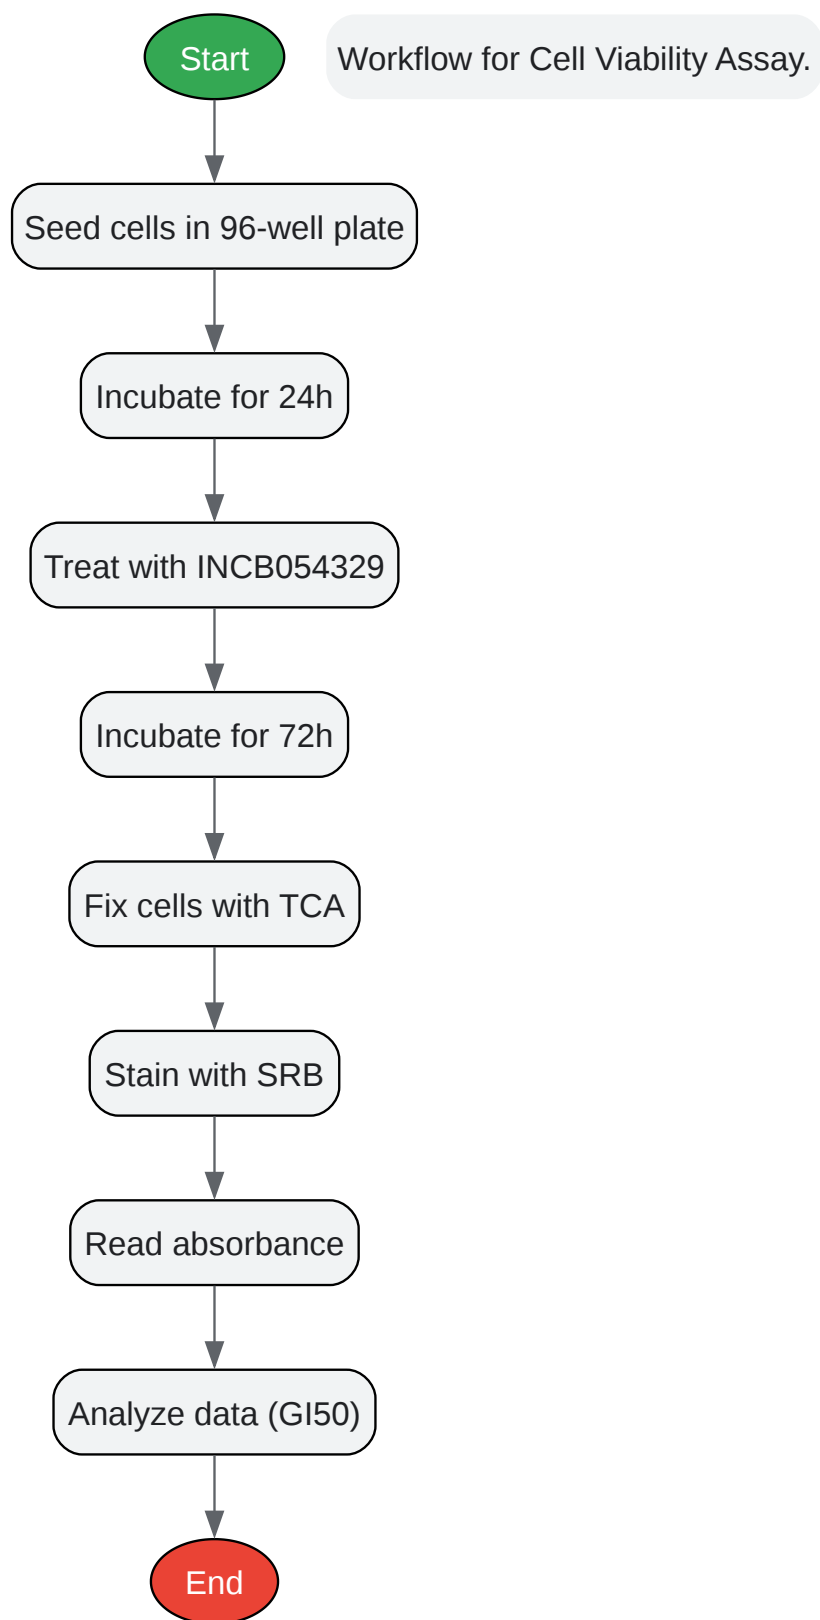 Start
Workflow for Cell Viability Assay.
Seed cells in 96-well plate
Incubate for 24h
Treat with INCB054329
Incubate for 72h
Fix cells with TCA
Stain with SRB
Read absorbance
Analyze data (GI50)
End